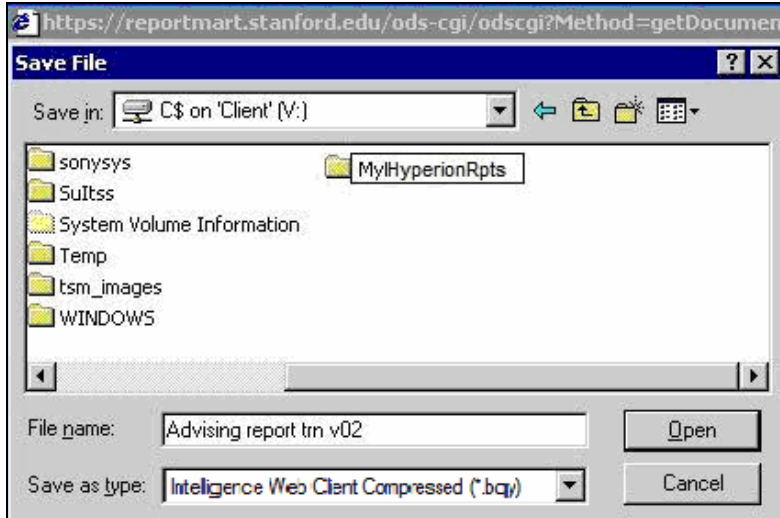 https://reportmart.stanford.edu/ods-cgi/odscgi?Method=getDocumen
Save File
Save in: C$ on 'Client' (V:)
sonysys
SuItss
System Volume Information
Temp
tsm_images
WINDOWS
MylHyperionRpts
File name: Advising report trn v02 Open
Save as type: Inteligence Web Client Compressed (*.bqy) Cancel